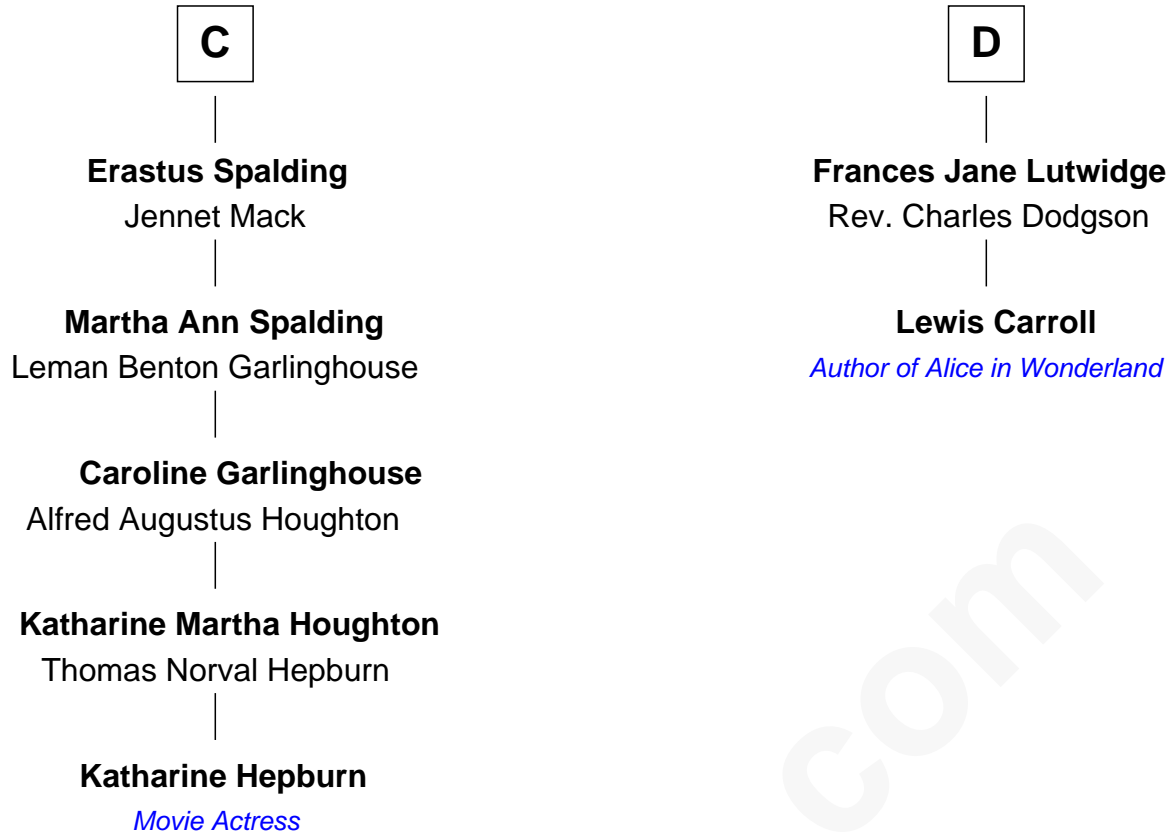 C
Erastus Spalding
Jennet Mack
Martha Ann Spalding
Leman Benton Garlinghouse
Caroline Garlinghouse
Alfred Augustus Houghton
Katharine Martha Houghton
Thomas Norval Hepburn
Katharine Hepburn
Movie Actress
D
Frances Jane Lutwidge
Rev. Charles Dodgson
Lewis Carroll
Author of Alice in Wonderland
com